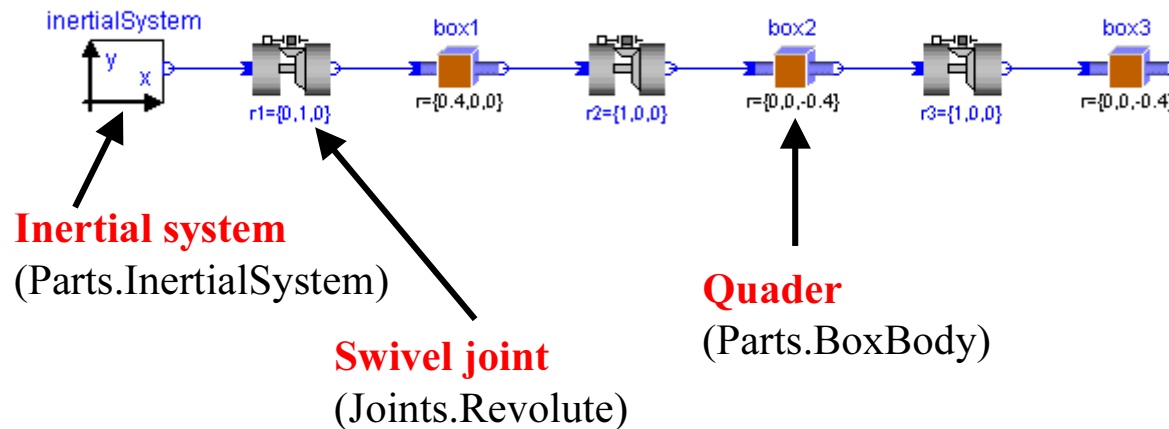 inertialSystem
y
x
r1={0,1,0}
box1
r={0.4,0,0}
r2={1,0,0}
box2
r={0,0,-0.4}
r3={1,0,0}
box3
r={0,0,-0.4}
Inertial system
(Parts.InertialSystem)
Swivel joint
(Joints.Revolute)
Quader
(Parts.BoxBody)